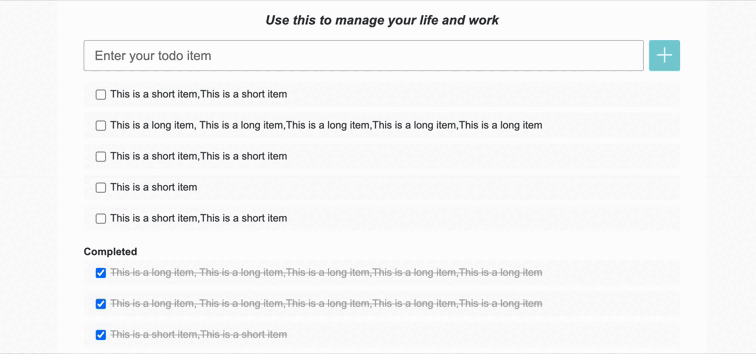 Use this to manage your life and work
Enter your todo item
This is a short item,This is a short item
This is a long item, This is a long item,This is a long item,This is a long item,This is a long item
This is a short item,This is a short item
This is a short item
This is a short item,This is a short item
Completed
This is a long item, This is a long item,This is a long item,This is a long item,This is a long item
This is a long item, This is a long item,This is a long item,This is a long item,This is a long item
This is a short item,This is a short item